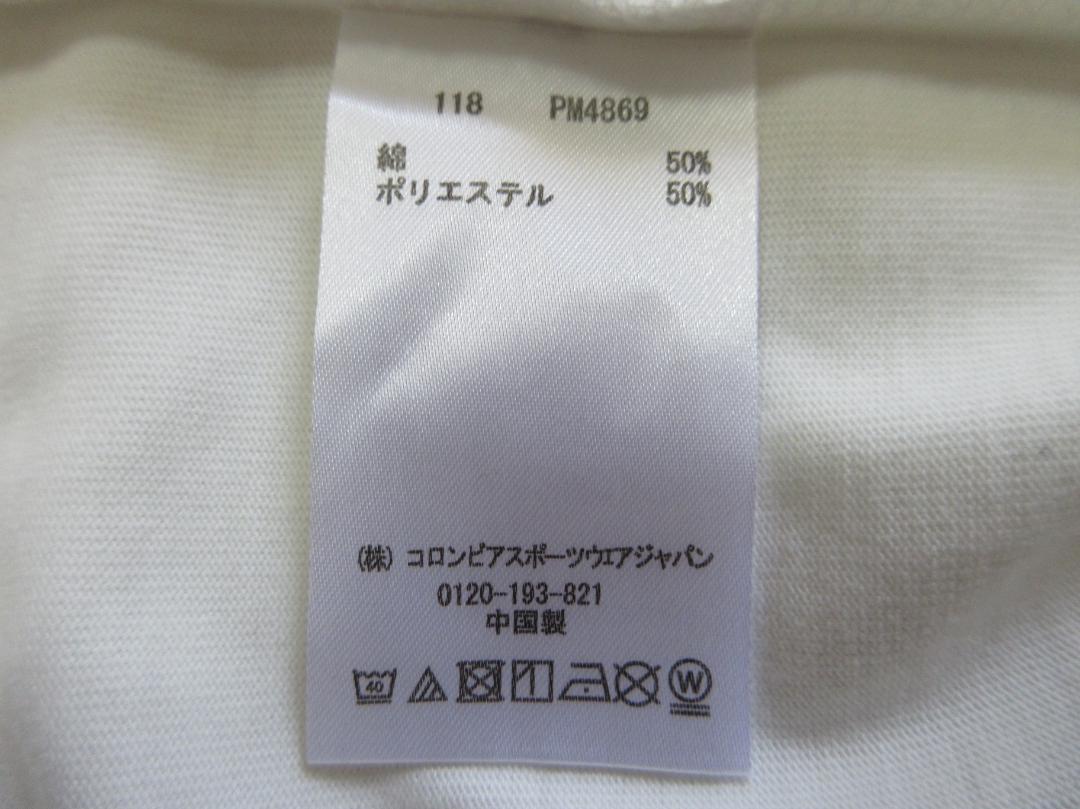 118 PM4869
綿 50%
ポリエステル 50%
(株) コロンビアスポーツウエアジャパン
0120-193-821
中国製
40 W